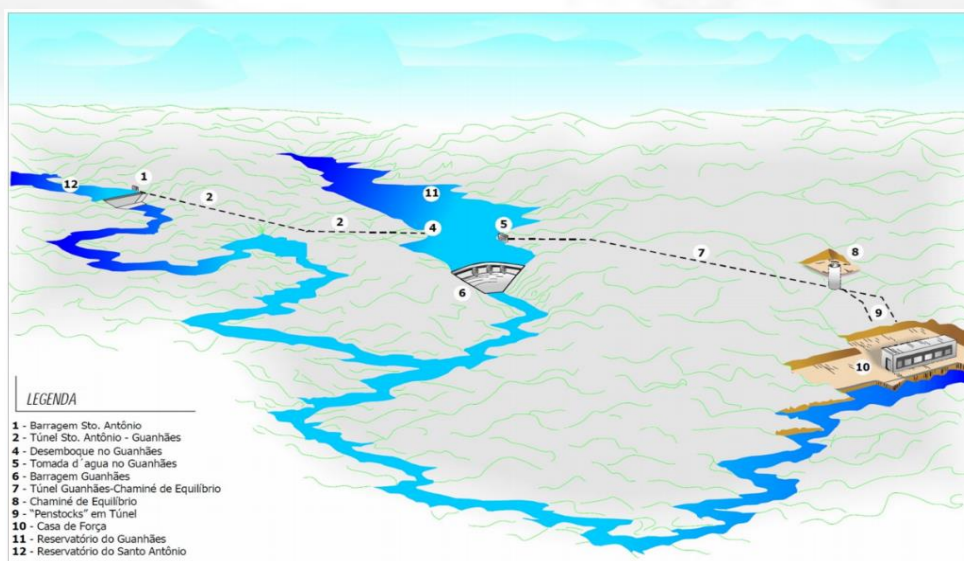 1
12
2
2
11
4
5
7
8
6
9
10
LEGENDA
1 - Barragem Sto. Antônio
2 - Túnel Sto. Antônio - Guanhães
4 - Desemboque no Guanhães
5 - Tomada d´agua no Guanhães
6 - Barragem Guanhães
7 - Túnel Guanhães-Chaminé de Equilíbrio
8 - Chaminé de Equilíbrio
9 - "Penstocks" em Túnel
10 - Casa de Força
11 - Reservatório do Guanhães
12 - Reservatório do Santo Antônio